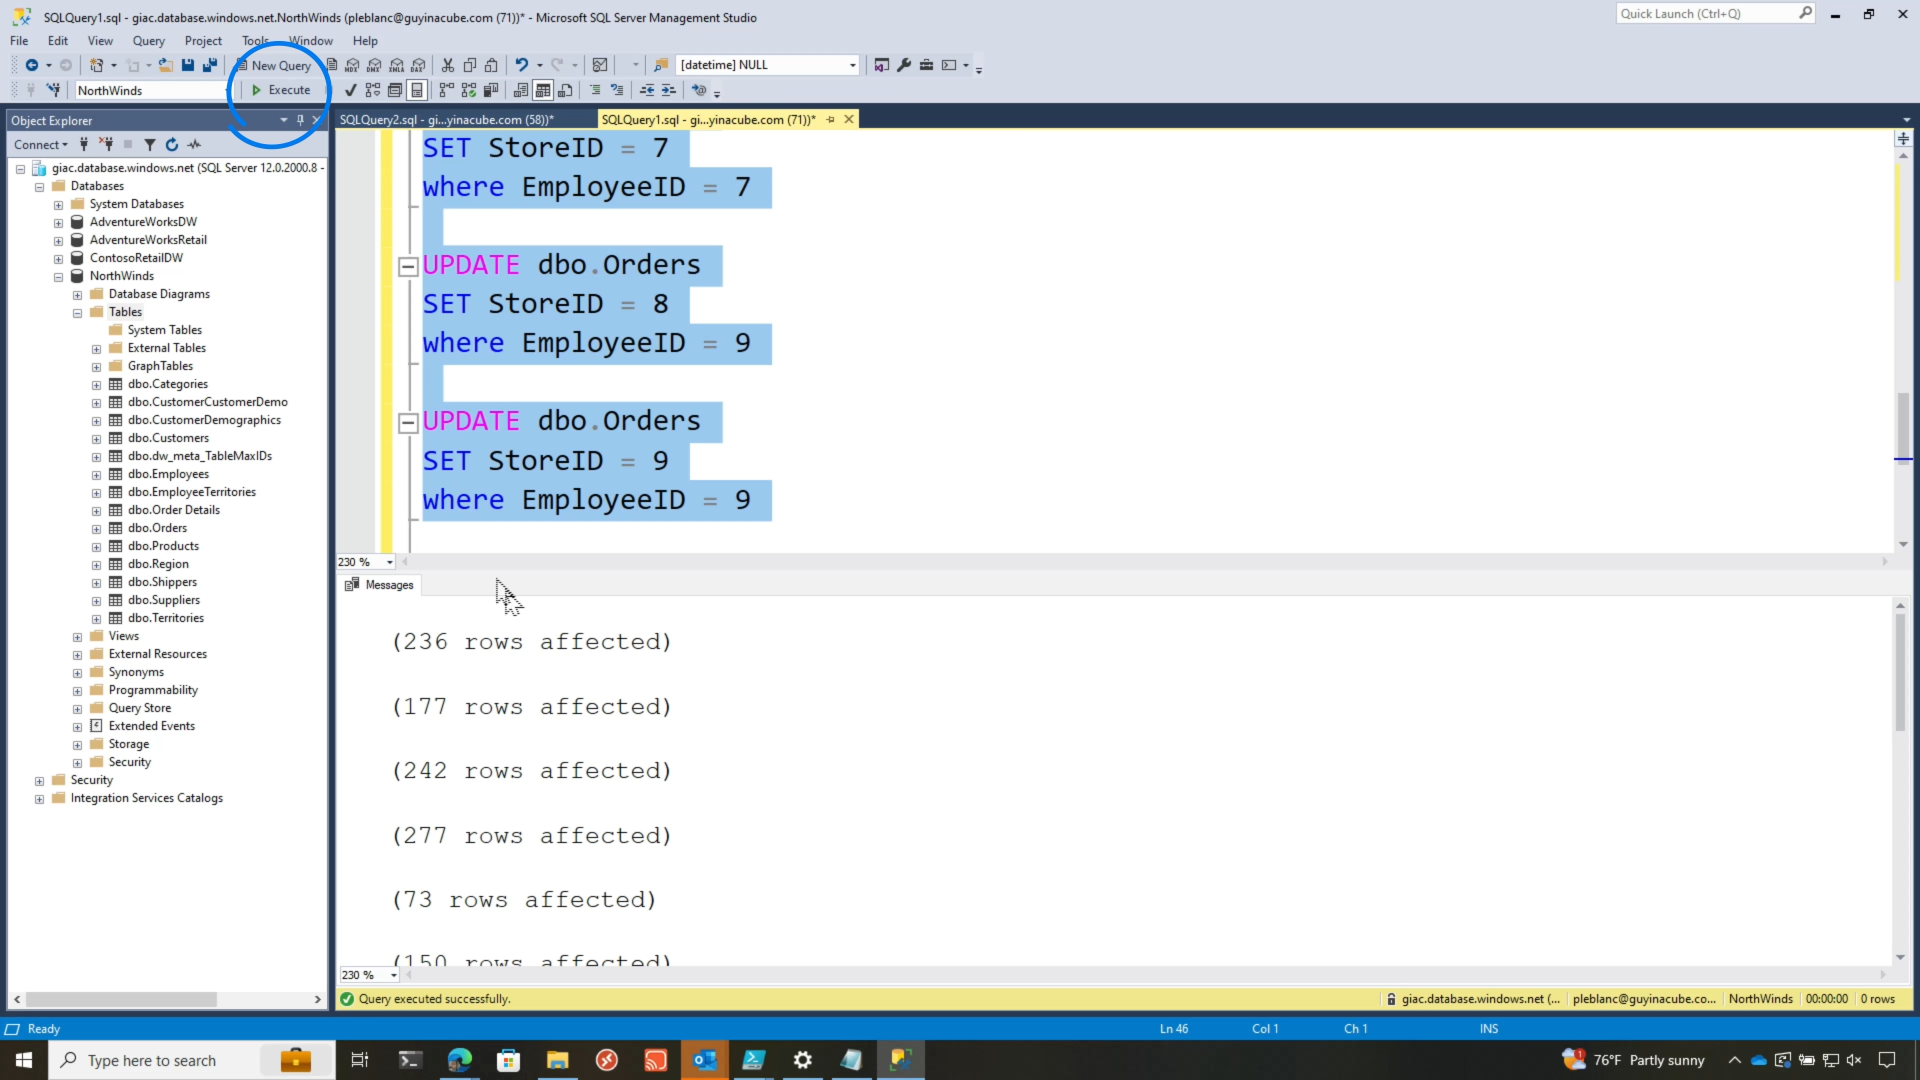 SQLQuery1.sql - giac.database.windows.net.NorthWinds (pleblanc@guyinacube.com (71))* - Microsoft SQL Server Management Studio
Quick Launch (Ctrl+Q)
File Edit View Query Project Tools Window Help
New Query
[datetime] NULL
NorthWinds
Execute
Object Explorer
SQLQuery2.sql - gi...yinacube.com (58))*
SQLQuery1.sql - gi...yinacube.com (71))*
Connect
giac.database.windows.net (SQL Server 12.0.2000.8 -
Databases
System Databases
AdventureWorksDW
AdventureWorksRetail
ContosoRetailDW
NorthWinds
Database Diagrams
Tables
System Tables
External Tables
GraphTables
dbo.Categories
dbo.CustomerCustomerDemo
dbo.CustomerDemographics
dbo.Customers
dbo.dw_meta_TableMaxIDs
dbo.Employees
dbo.EmployeeTerritories
dbo.Order Details
dbo.Orders
dbo.Products
dbo.Region
dbo.Shippers
dbo.Suppliers
dbo.Territories
Views
External Resources
Synonyms
Programmability
Query Store
Extended Events
Storage
Security
Security
Integration Services Catalogs
SET StoreID = 7
where EmployeeID = 7
UPDATE dbo.Orders
SET StoreID = 8
where EmployeeID = 9
UPDATE dbo.Orders
SET StoreID = 9
where EmployeeID = 9
230 %
Messages
(236 rows affected)
(177 rows affected)
(242 rows affected)
(277 rows affected)
(73 rows affected)
(150 rows affected)
230 %
Query executed successfully.
giac.database.windows.net (...
pleblanc@guyinacube.co...
NorthWinds
00:00:00
0 rows
Ready
Ln 46
Col 1
Ch 1
INS
Type here to search
76°F Partly sunny